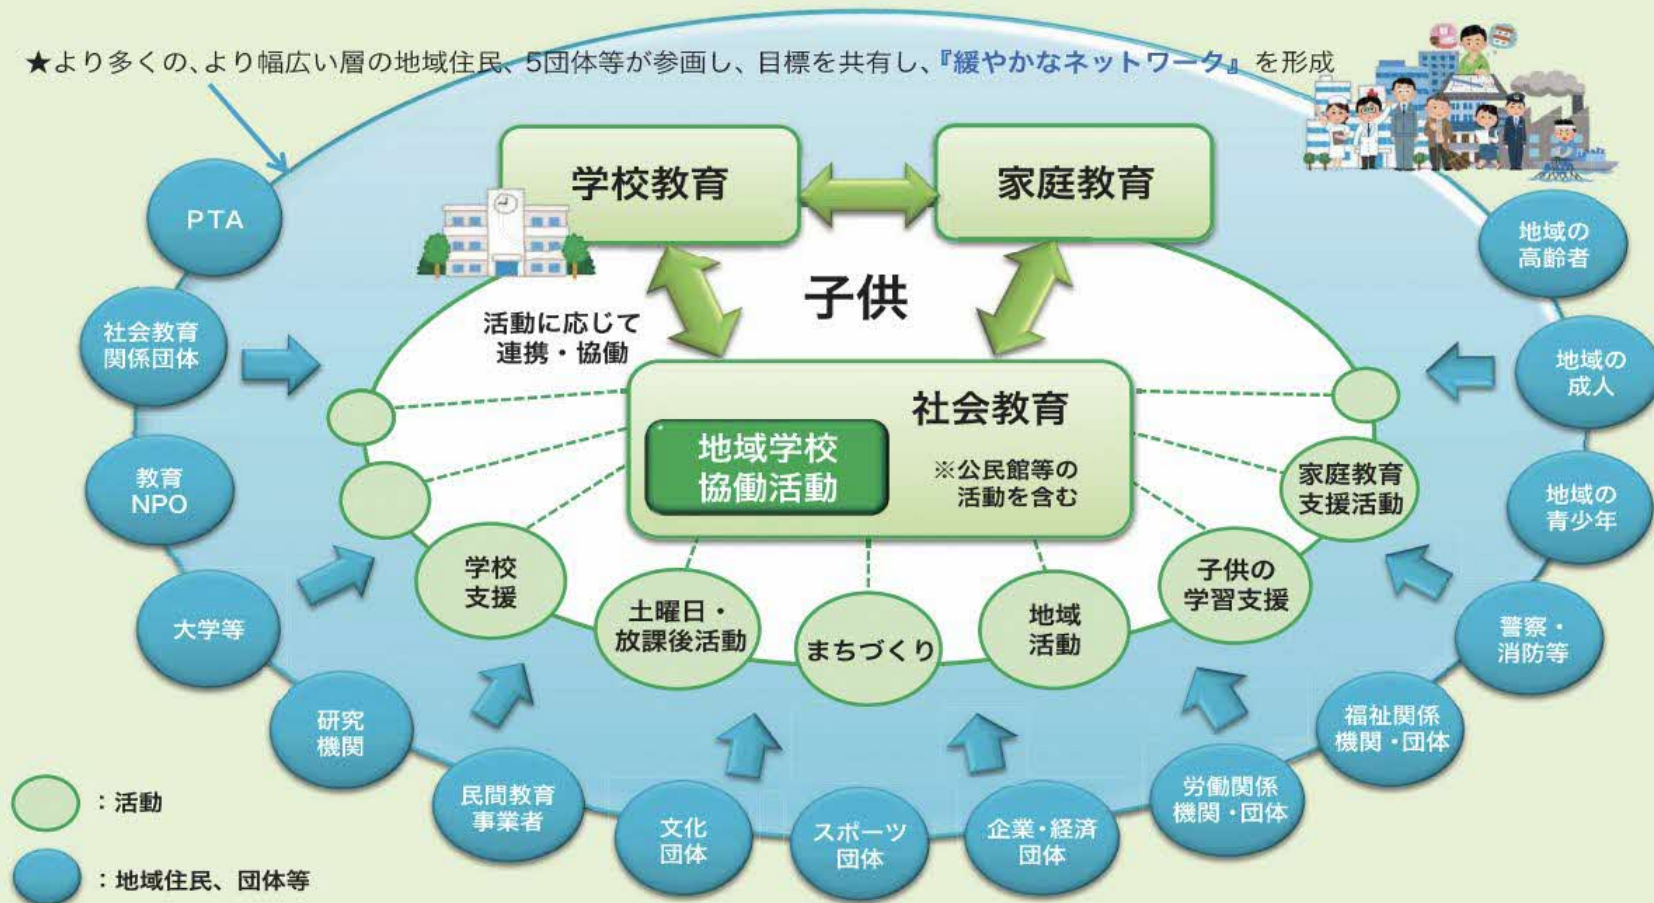 ★より多くの、より幅広い層の地域住民、5団体等が参画し、目標を共有し、『緩やかなネットワーク』を形成
学校教育
家庭教育
子供
活動に応じて
連携・協働
社会教育
地域学校
協働活動
※公民館等の
活動を含む
学校
支援
土曜日・
放課後活動
まちづくり
地域
活動
子供の
学習支援
家庭教育
支援活動
PTA
社会教育
関係団体
教育
NPO
大学等
研究
機関
民間教育
事業者
文化
団体
スポーツ
団体
企業・経済
団体
労働関係
機関・団体
福祉関係
機関・団体
警察・
消防等
地域の
青少年
地域の
成人
地域の
高齢者
：活動
：地域住民、団体等